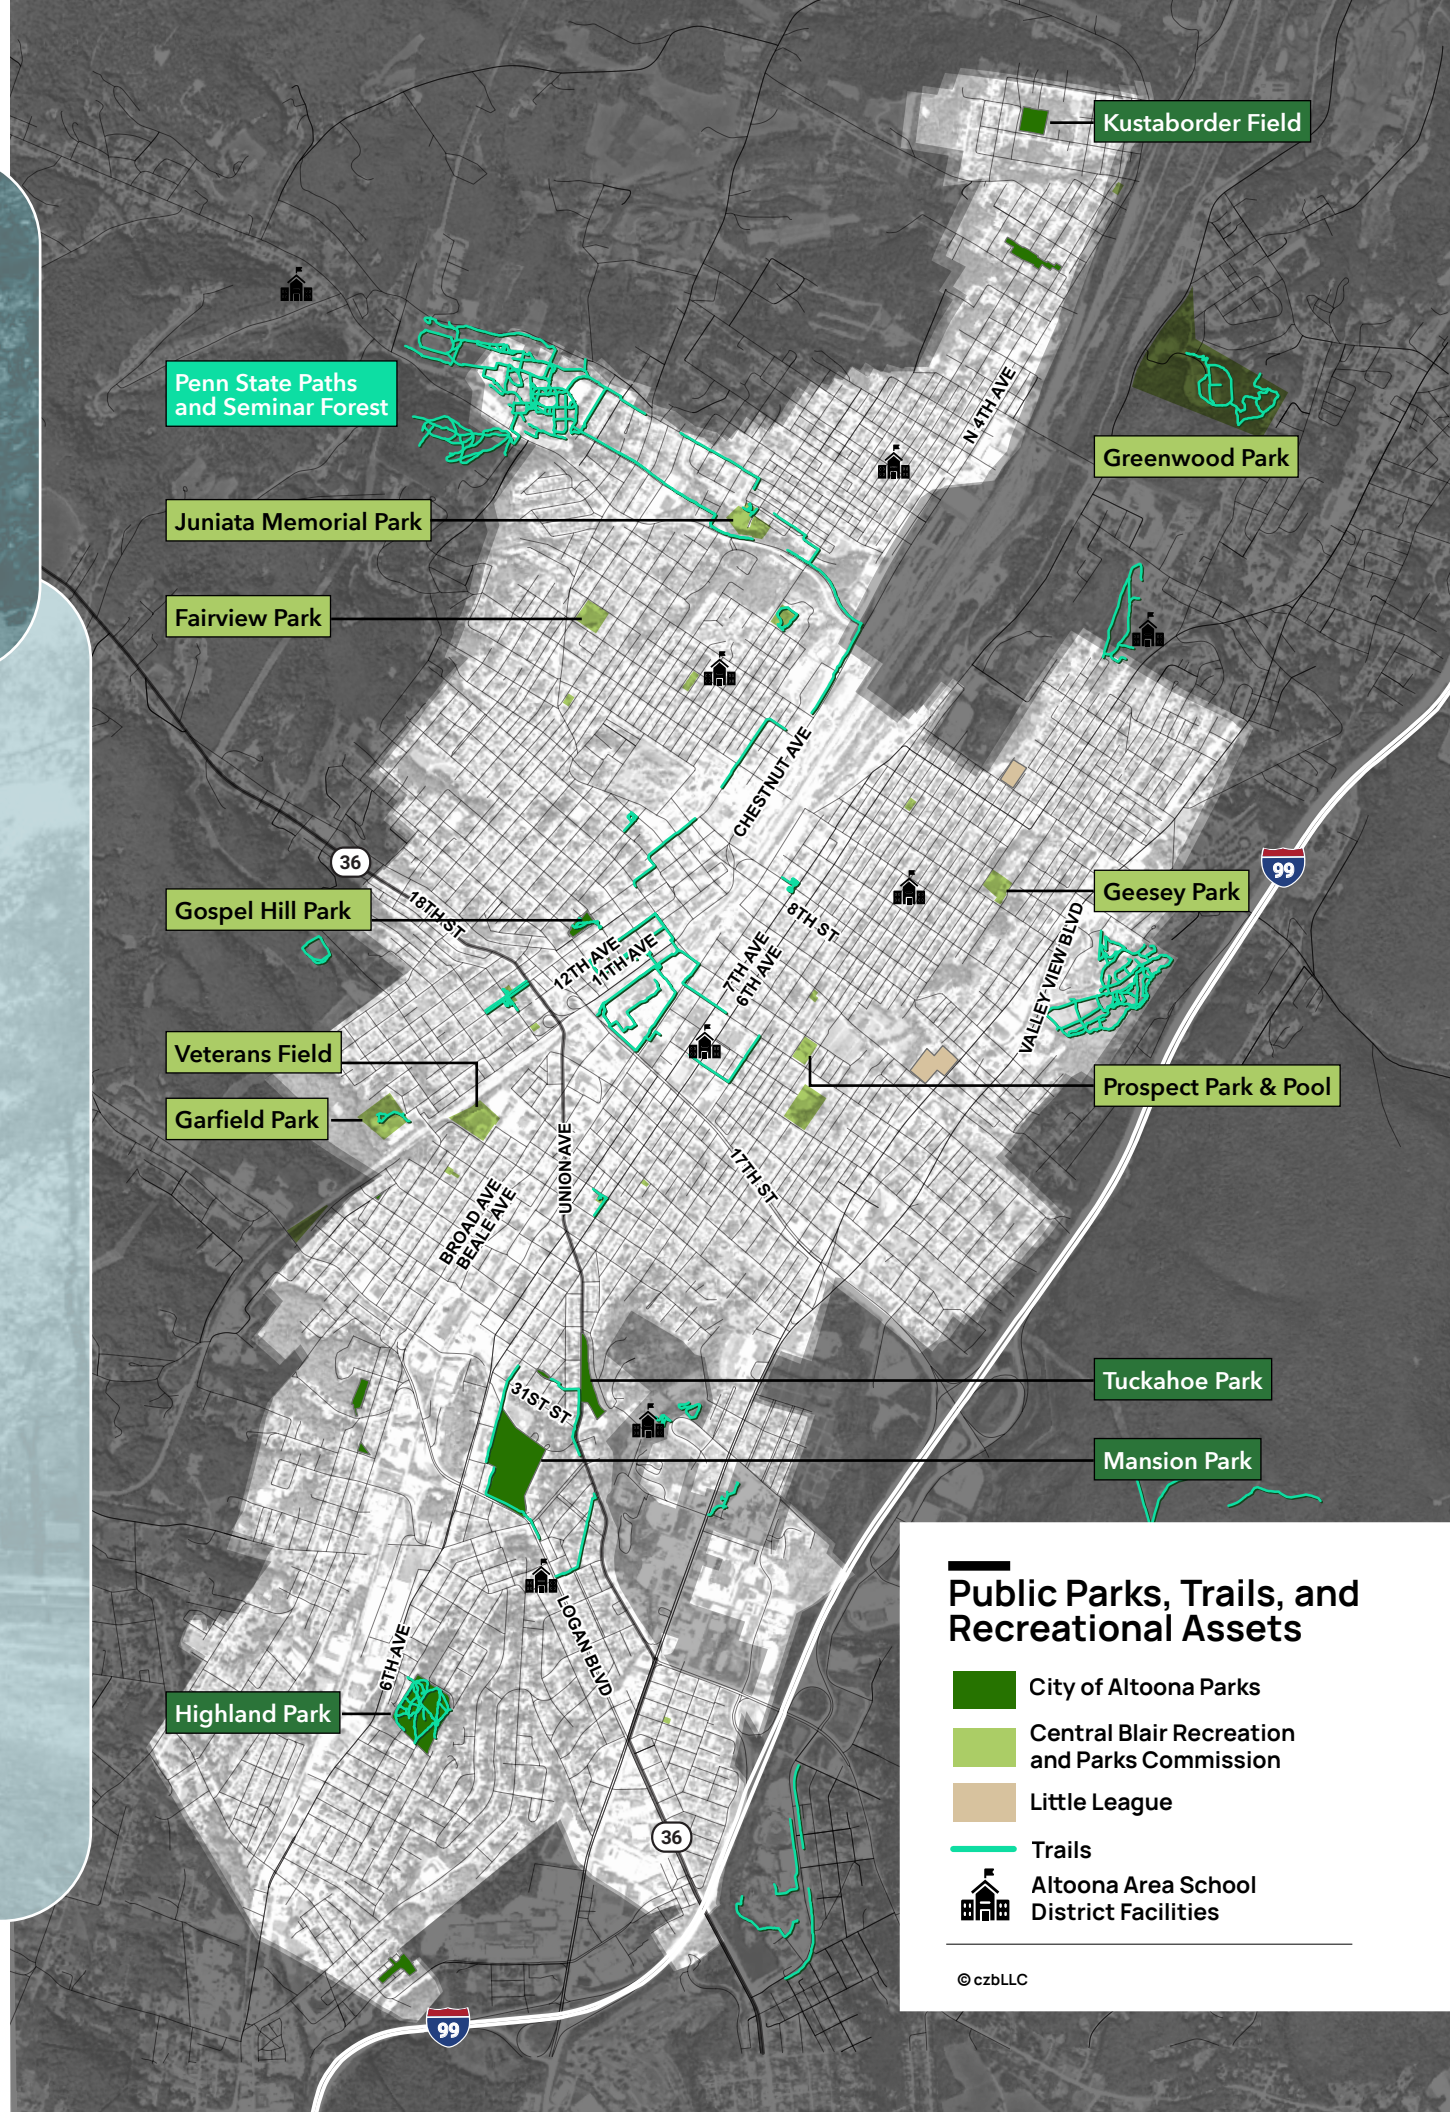 Kustaborder Field
Penn State Paths
and Seminar Forest
N 4TH AVE
Greenwood Park
Juniata Memorial Park
Fairview Park
CHESTNUT AVE
36
99
Gospel Hill Park
18TH ST
Geesey Park
8TH ST
12TH AVE
11TH AVE
7TH AVE
6TH AVE
VALLEY VIEW BLVD
Veterans Field
Prospect Park & Pool
Garfield Park
UNION AVE
17TH ST
BROAD AVE
BEALE AVE
Tuckahoe Park
31ST ST
Mansion Park
6TH AVE
LOGAN BLVD
Highland Park
36
99
Public Parks, Trails, and
Recreational Assets
City of Altoona Parks
Central Blair Recreation
and Parks Commission
Little League
Trails
Altoona Area School
District Facilities
© czbLLC